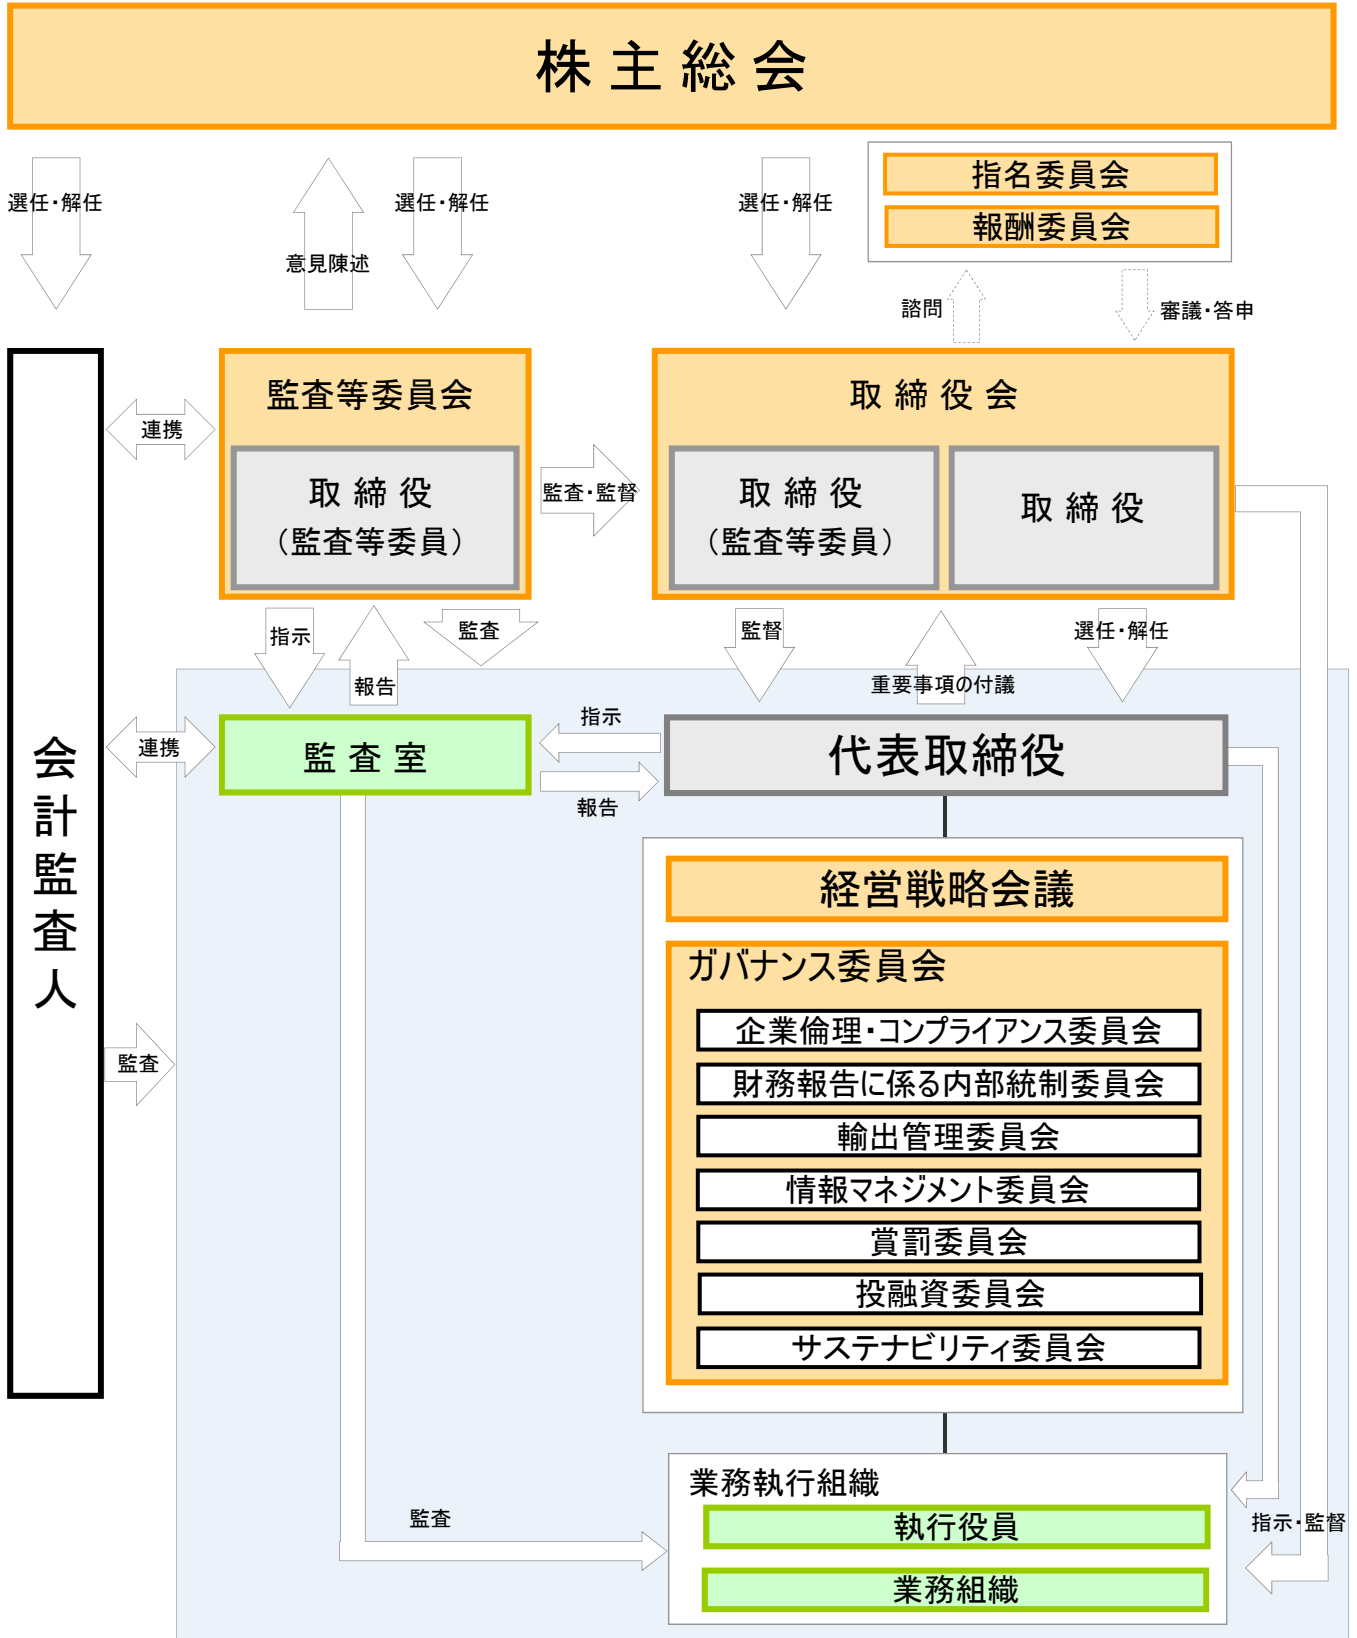 株主総会
指名委員会
報酬委員会
選任・解任
意見陳述
選任・解任
選任・解任
諮問
審議・答申
監査等委員会
取締役
（監査等委員）
連携
監査・監督
取締役会
取締役
（監査等委員）
取締役
指示
報告
監査
監督
重要事項の付議
選任・解任
会計監査人
連携
監査室
指示
報告
代表取締役
経営戦略会議
ガバナンス委員会
企業倫理・コンプライアンス委員会
財務報告に係る内部統制委員会
輸出管理委員会
情報マネジメント委員会
賞罰委員会
投融資委員会
サステナビリティ委員会
監査
業務執行組織
執行役員
業務組織
監査
指示・監督